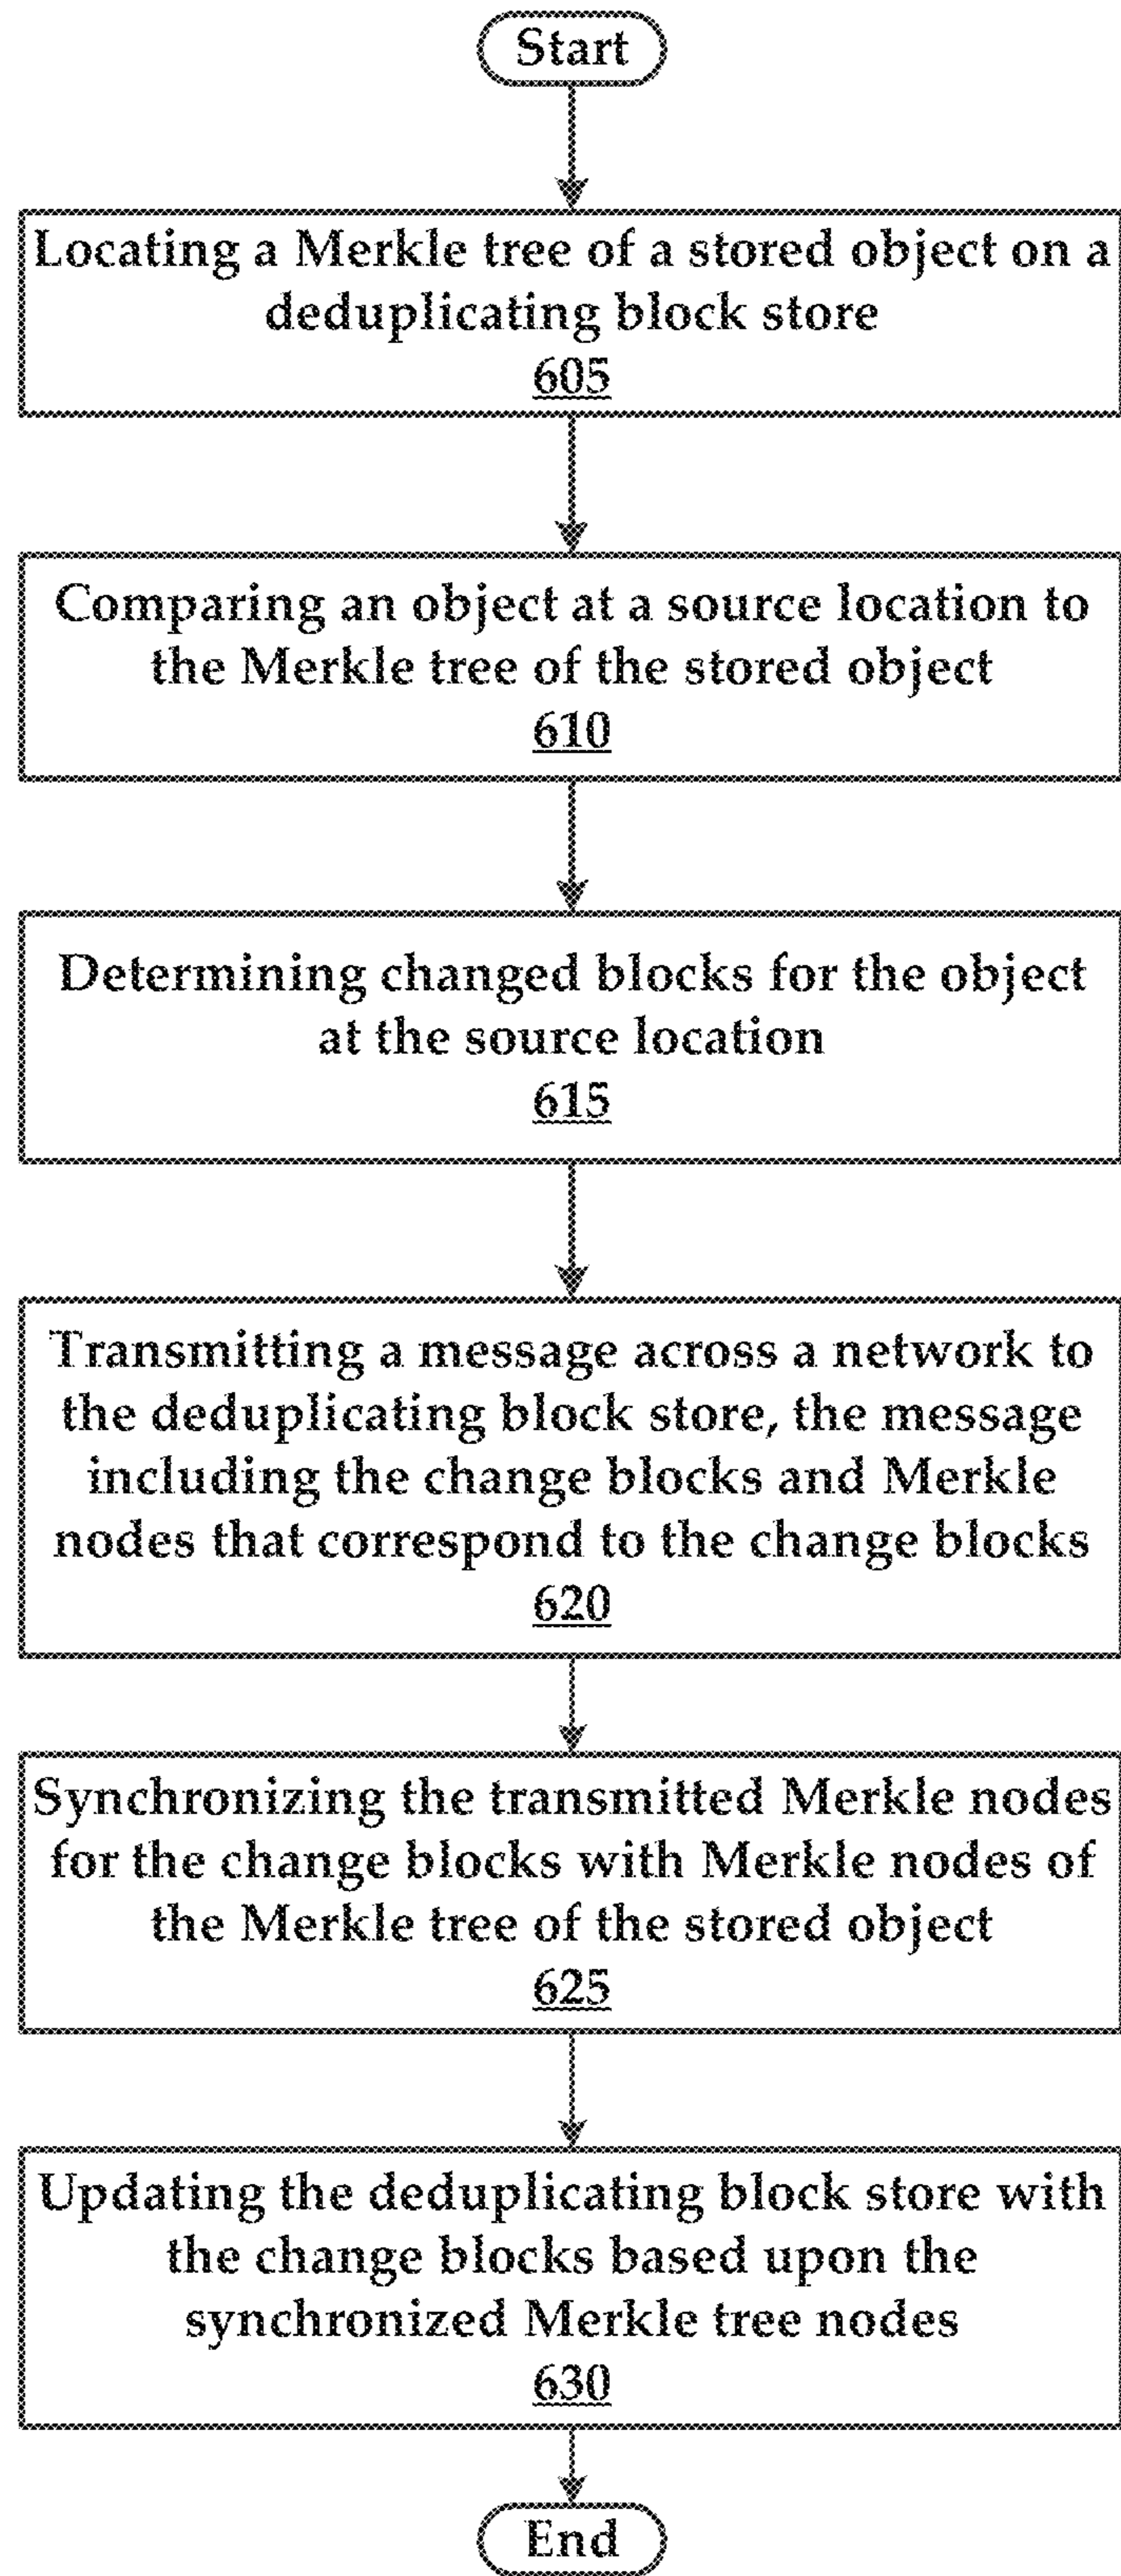 Start
Locating a Merkle tree of a stored object on a
deduplicating block store
605
Comparing an object at a source location to
the Merkle tree of the stored object
610
Determining changed blocks for the object
at the source location
615
Transmitting a message across a network to
the deduplicating block store, the message
including the change blocks and Merkle
nodes that correspond to the change blocks
620
Synchronizing the transmitted Merkle nodes
for the change blocks with Merkle nodes of
the Merkle tree of the stored object
625
Updating the deduplicating block store with
the change blocks based upon the
synchronized Merkle tree nodes
630
End